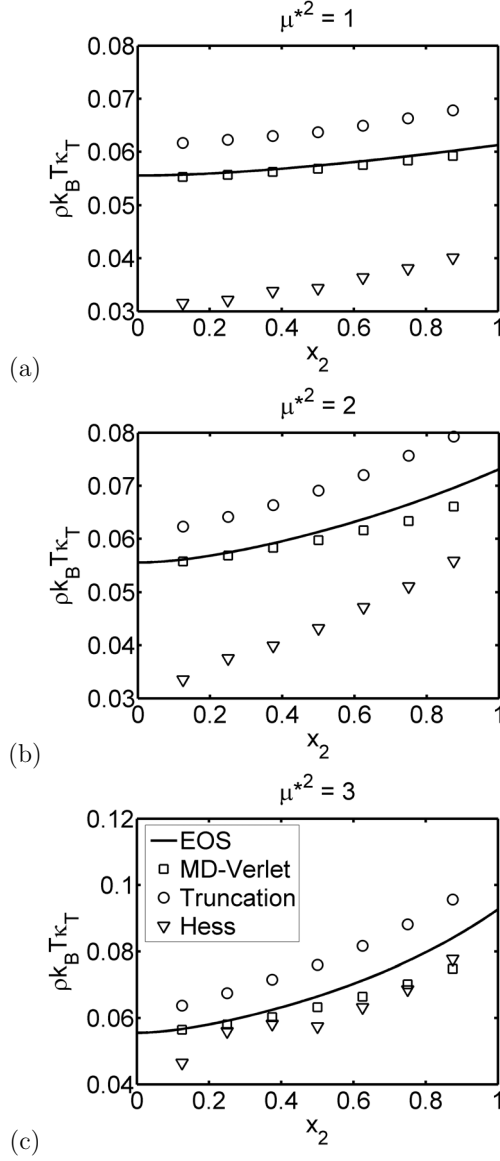 μ*² = 1
0.08
0.07
0.06
0.05
0.04
0.03
ρk_BTκ_T
0 0.2 0.4 0.6 0.8 1
x₂
(a)
μ*² = 2
0.08
0.07
0.06
0.05
0.04
0.03
ρk_BTκ_T
0 0.2 0.4 0.6 0.8 1
x₂
(b)
μ*² = 3
0.12
0.1
0.08
0.06
0.04
ρk_BTκ_T
EOS
MD-Verlet
Truncation
Hess
0 0.2 0.4 0.6 0.8 1
x₂
(c)